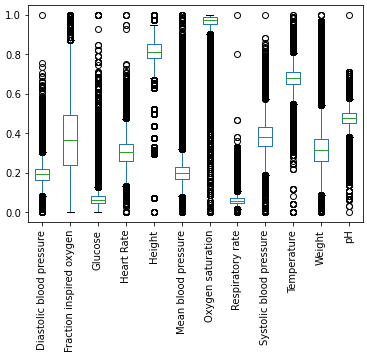 1.0
0.8
0.6
0.4
0.2
0.0
Diastolic blood pressure
Fraction inspired oxygen
Glucose
Heart Rate
Height
Mean blood pressure
Oxygen saturation
Respiratory rate
Systolic blood pressure
Temperature
Weight
pH